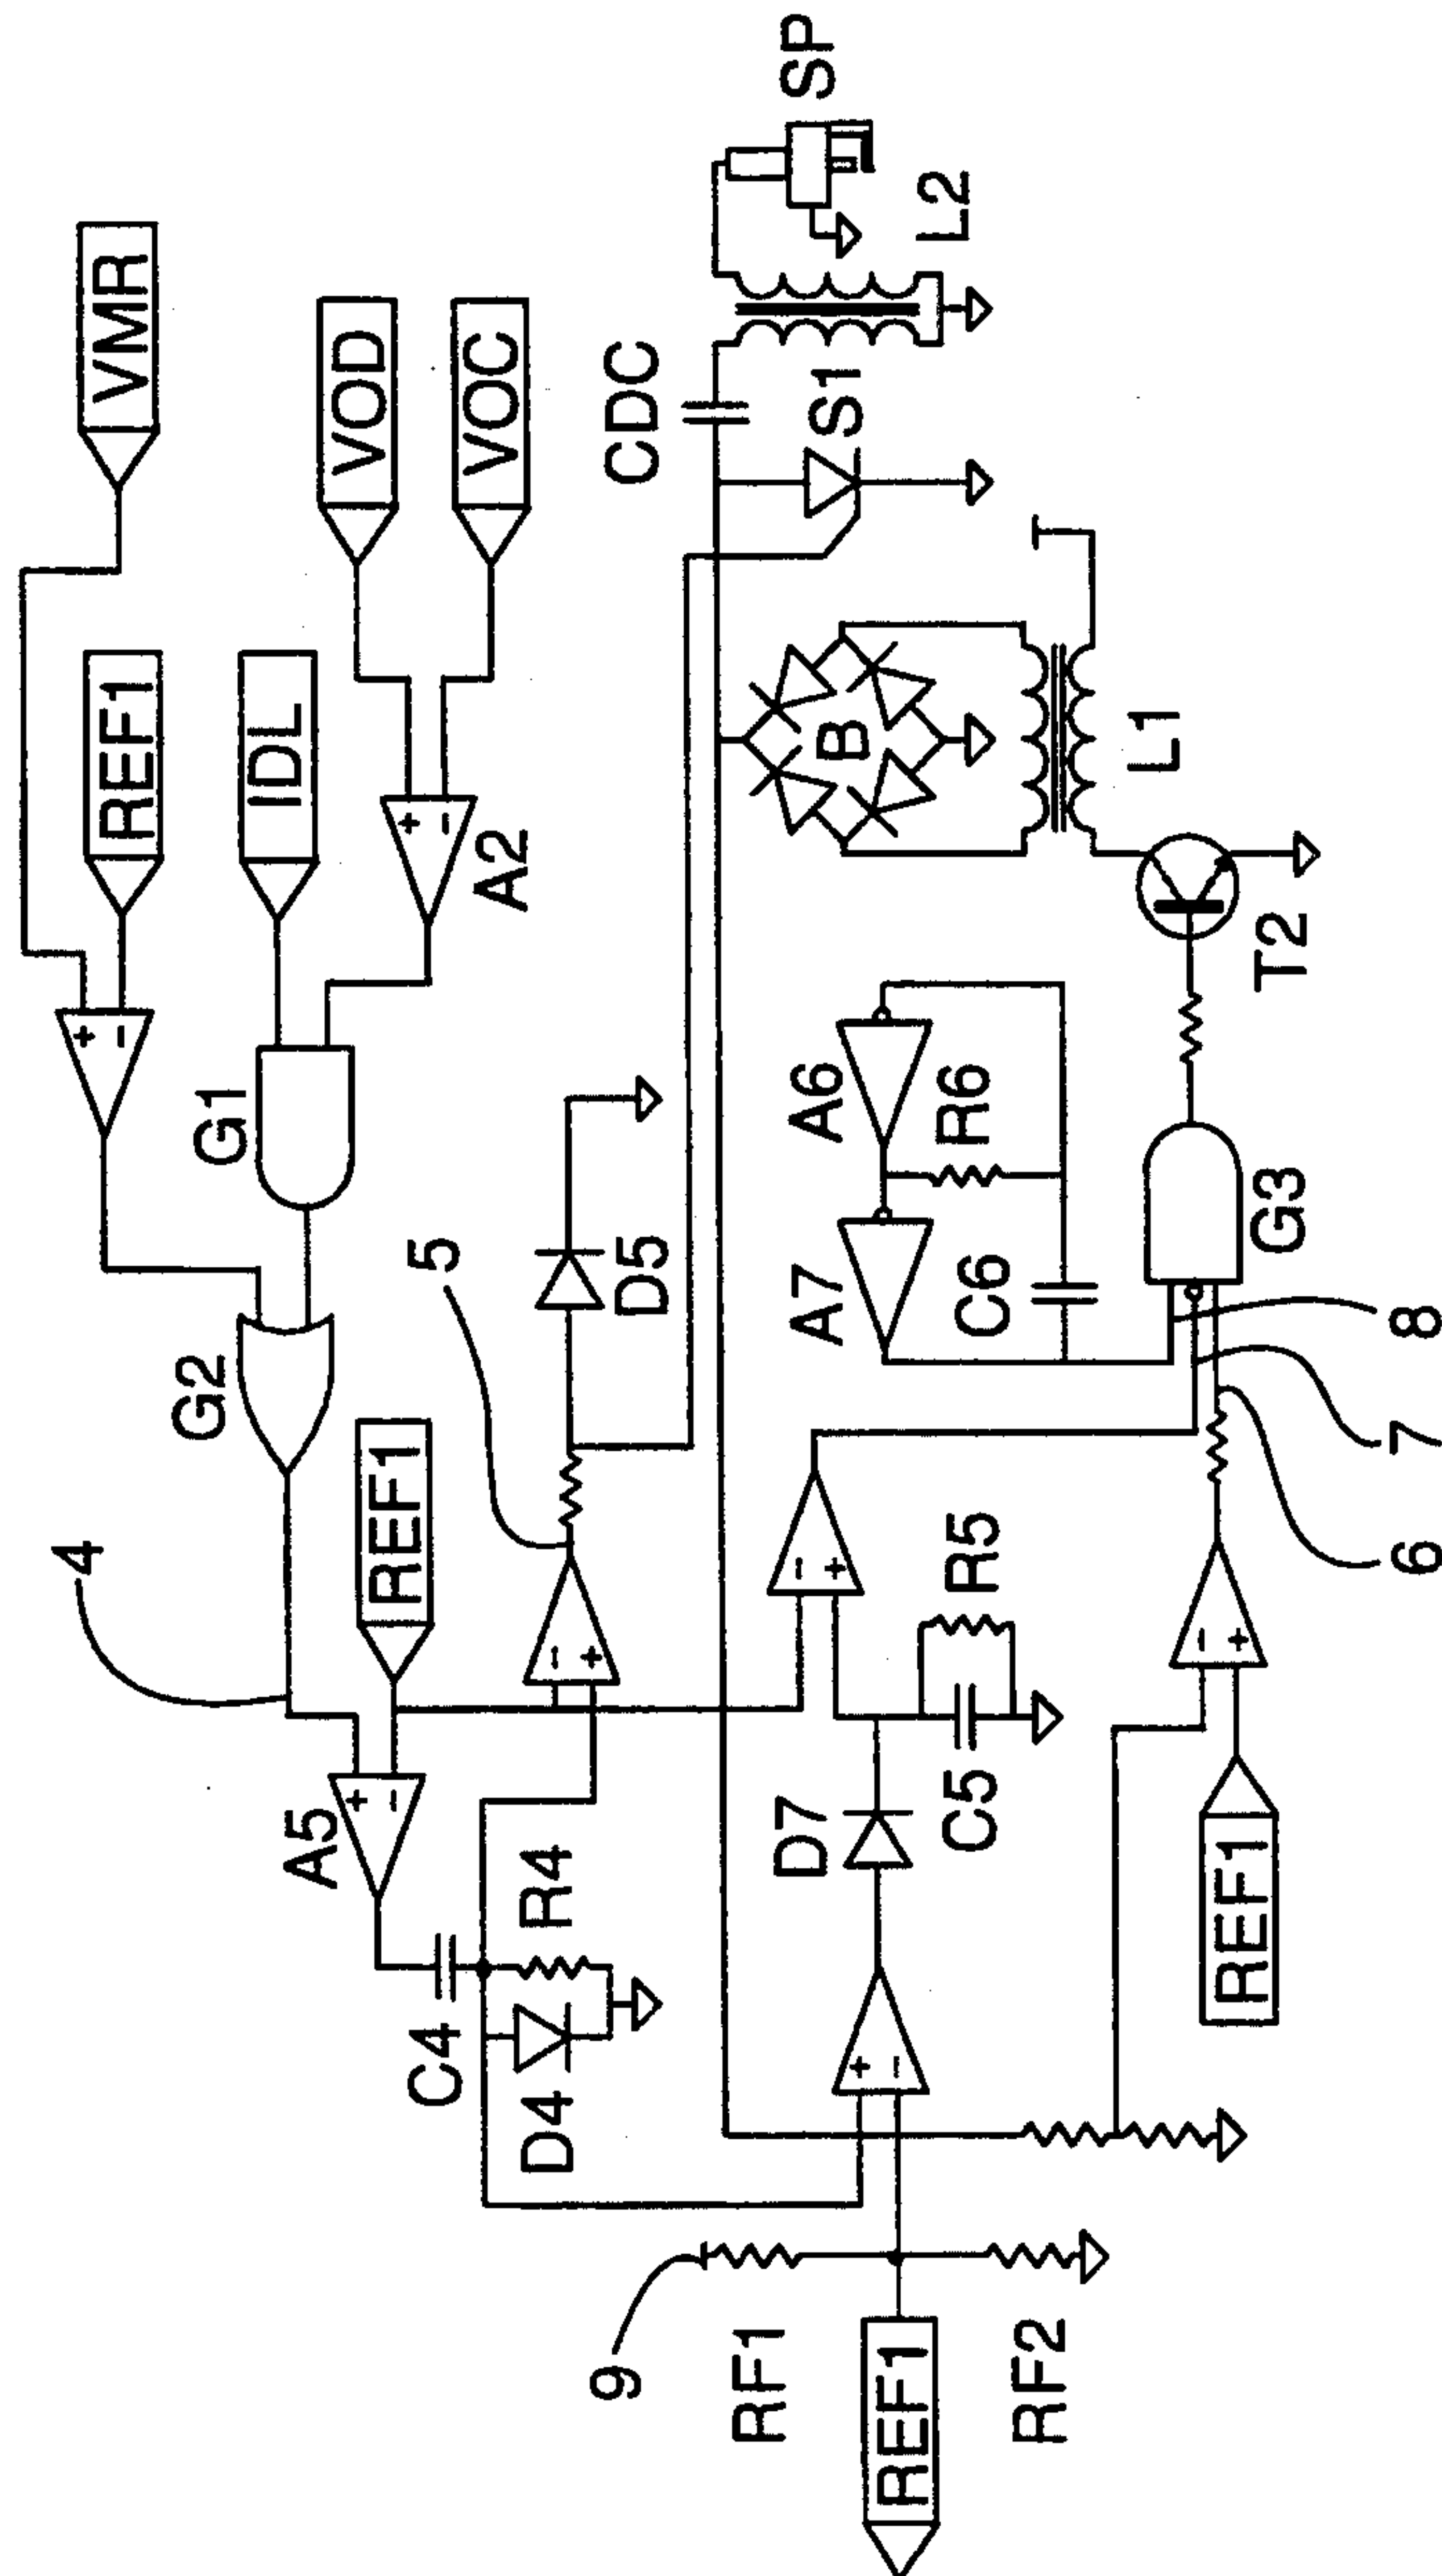 VMR
REF1
IDL
VOD
VOC
+
-
+
-
A2
G1
G2
4
REF1
5
D5
A5
+
-
-
+
C4
R4
D4
CDC
SP
L2
S1
B
L1
T2
A6
R6
A7
C6
G3
8
7
6
-
+
R5
C5
D7
-
+
REF1
+
-
9
RF1
REF1
RF2